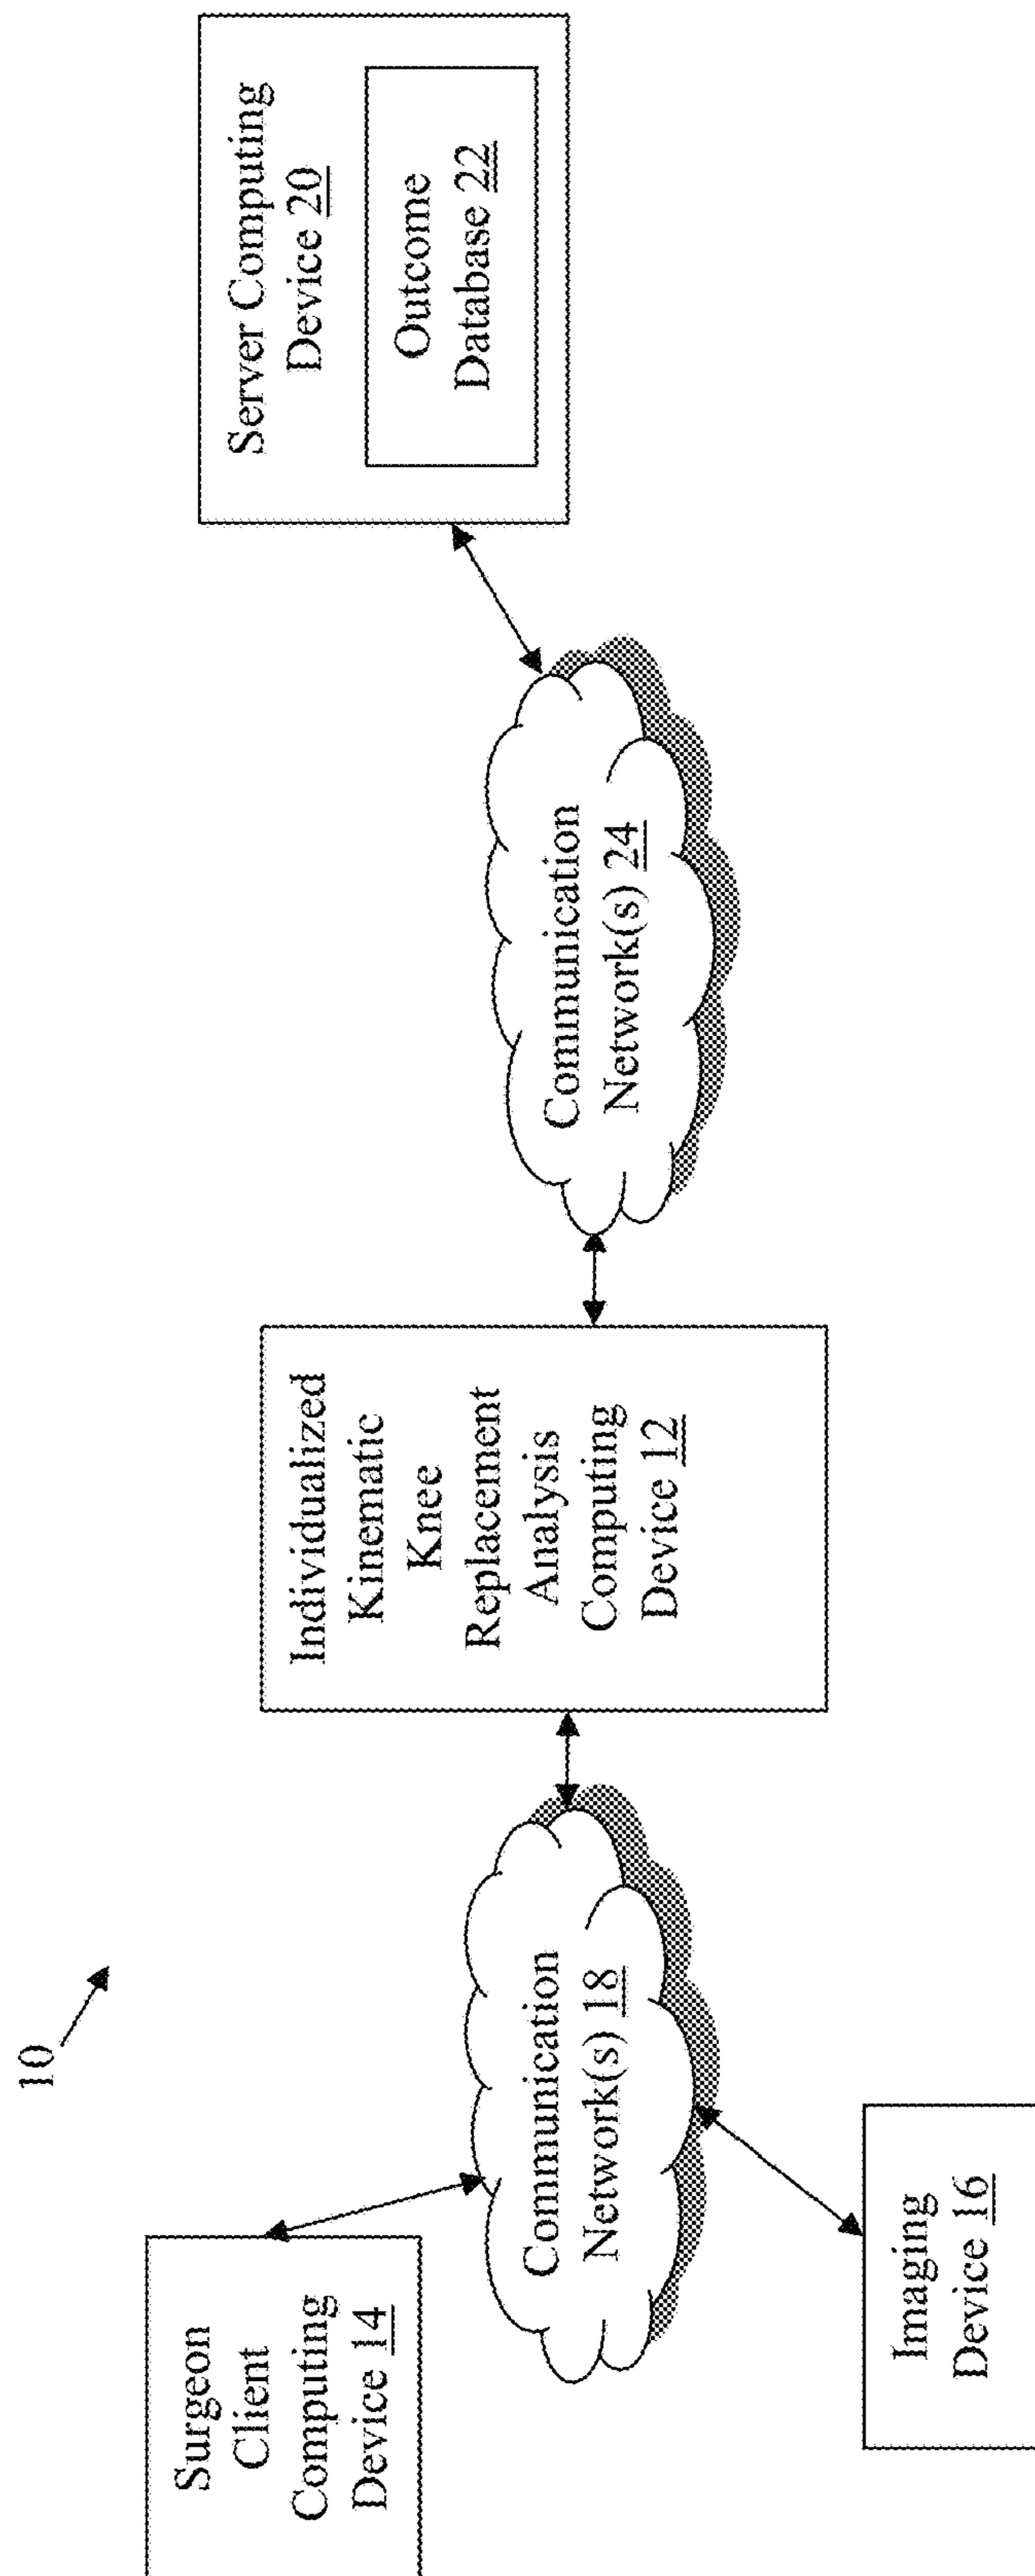 10
Surgeon
Client
Computing
Device 14
Imaging
Device 16
Communication
Network(s) 18
Individualized
Kinematic
Knee
Replacement
Analysis
Computing
Device 12
Communication
Network(s) 24
Server Computing
Device 20
Outcome
Database 22